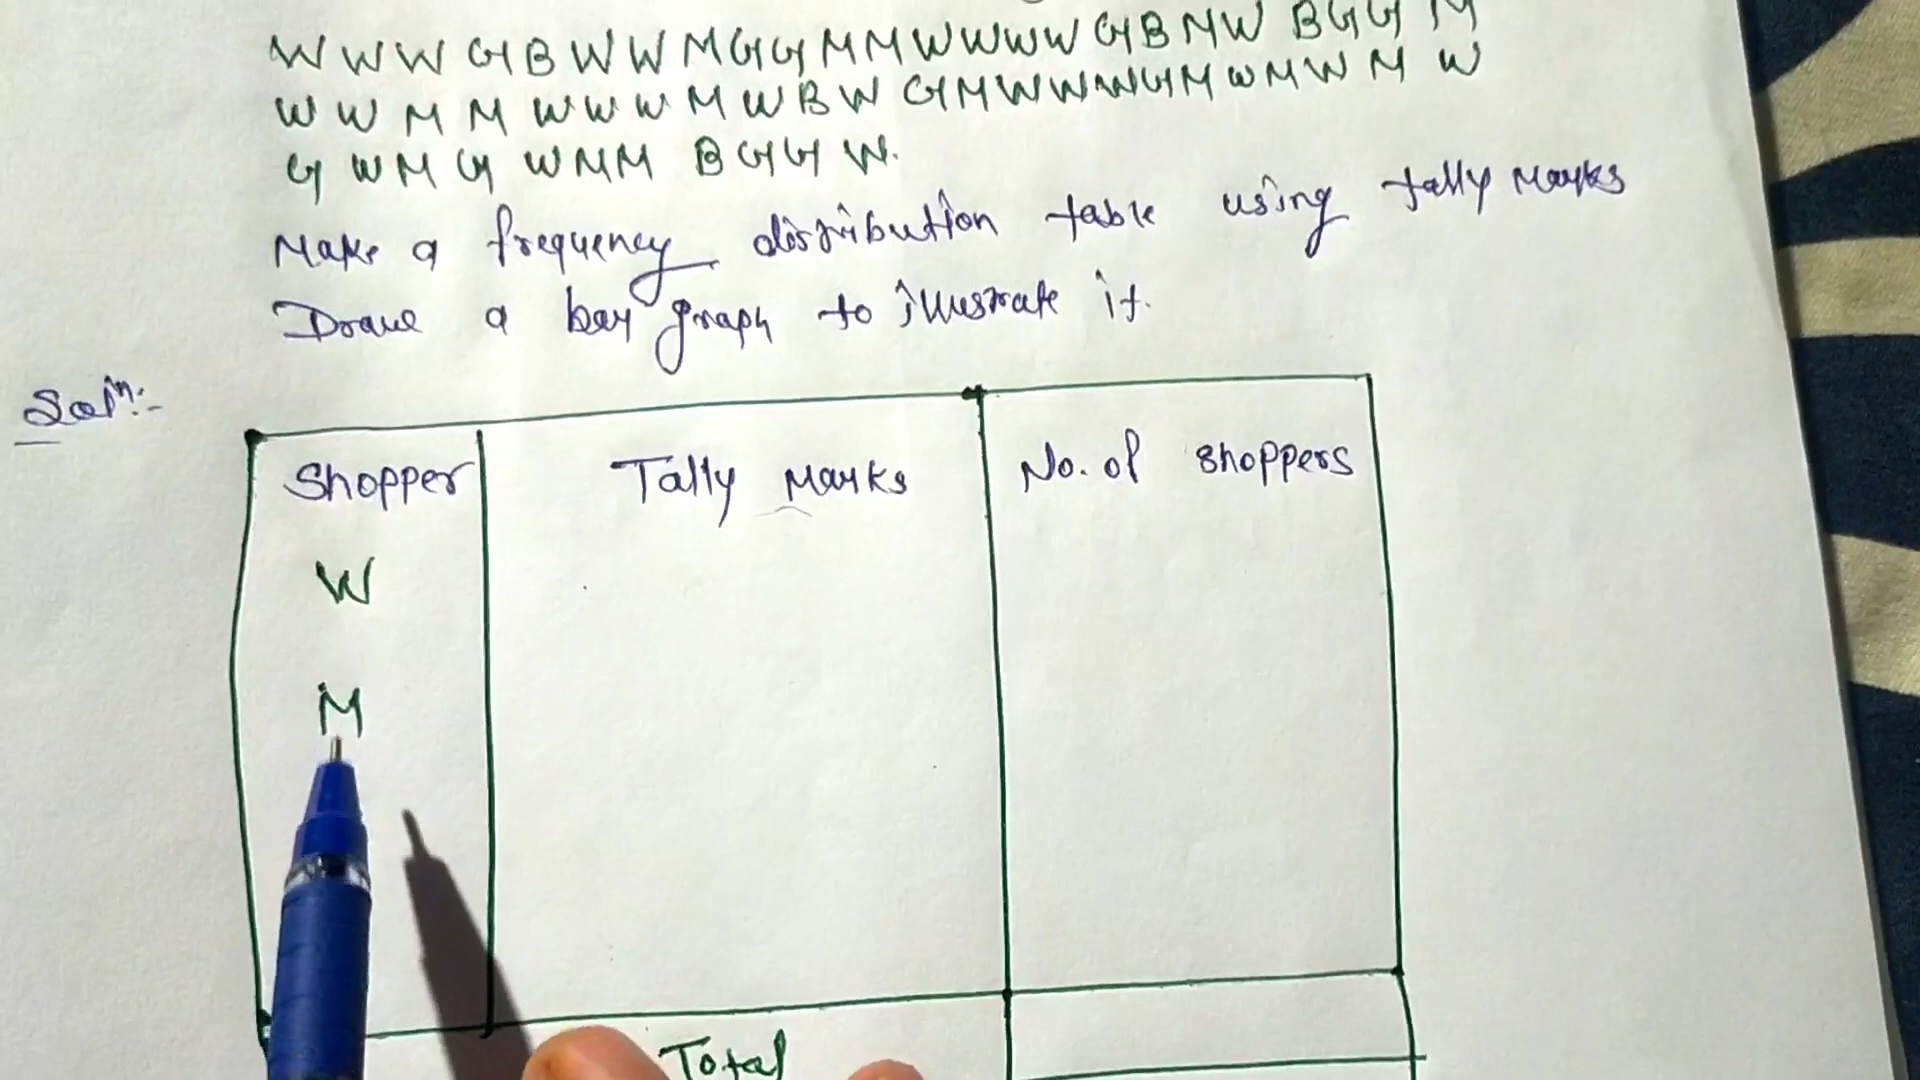 W W W G B W W M G G M M W W W W G B M W B G G M
W W M M W W W M W B W G M W W W G M W M W M W
G W M G W M M B G G W.
Make a frequency distribution table using tally Marks
Draw a bar graph to illustrate it.
Soln:-
Shopper Tally Marks No. of shoppers
W
M
Total